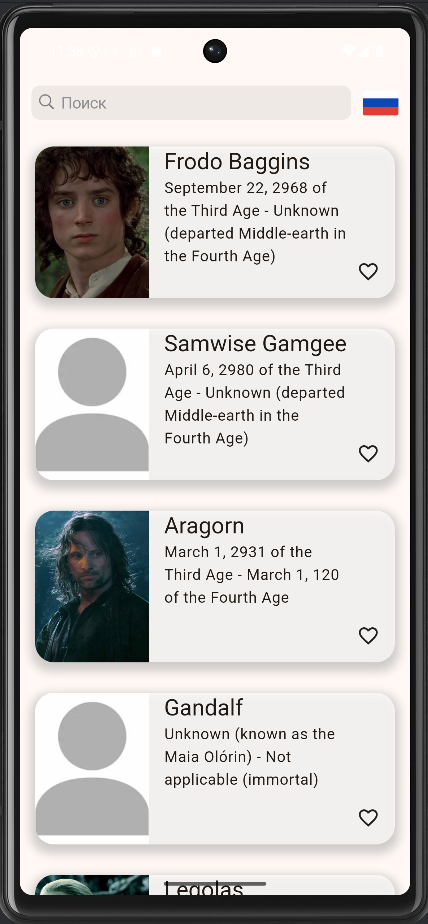 Поиск
Frodo Baggins
September 22, 2968 of
the Third Age - Unknown
(departed Middle-earth in
the Fourth Age)
Samwise Gamgee
April 6, 2980 of the Third
Age - Unknown (departed
Middle-earth in the
Fourth Age)
Aragorn
March 1, 2931 of the
Third Age - March 1, 120
of the Fourth Age
Gandalf
Unknown (known as the
Maia Olórin) - Not
applicable (immortal)
Legolas